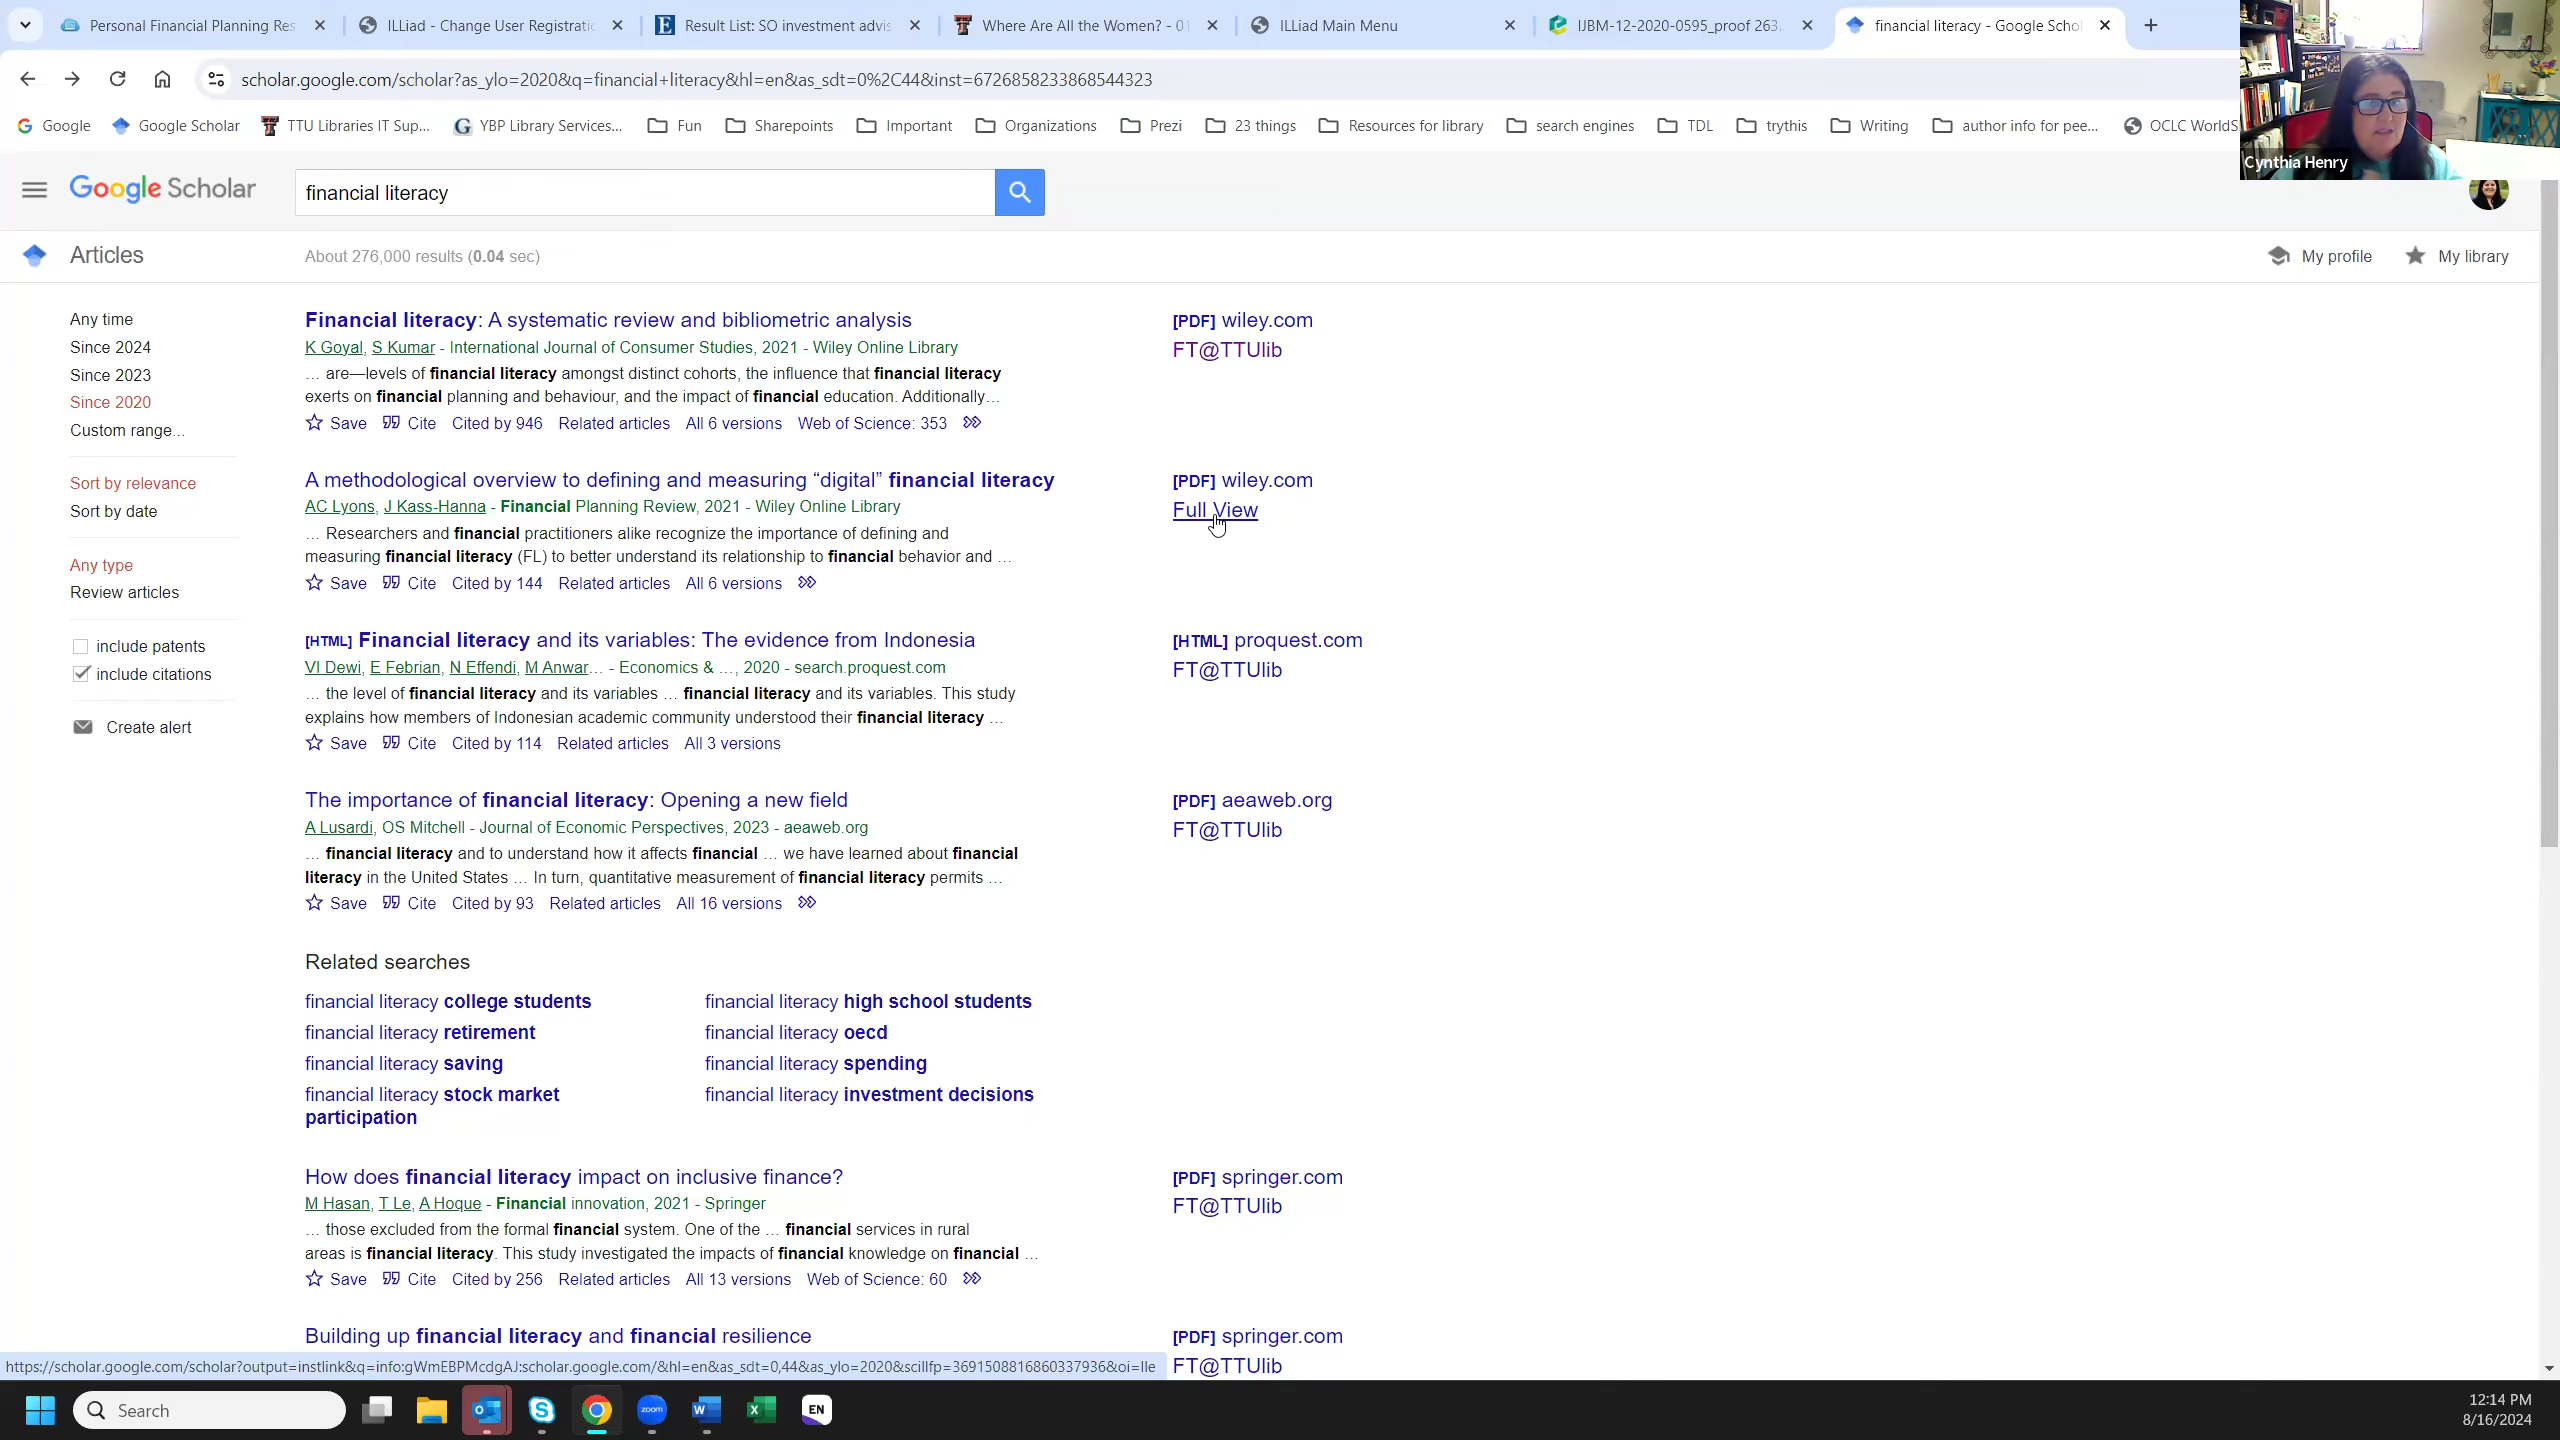 Personal Financial Planning Res
ILLiad - Change User Registratio
Result List: SO investment advis
Where Are All the Women? - 01
ILLiad Main Menu
IJBM-12-2020-0595_proof 263.
financial literacy - Google Schol
scholar.google.com/scholar?as_ylo=2020&q=financial+literacy&hl=en&as_sdt=0%2C44&inst=6726858233868544323
Google
Google Scholar
TTU Libraries IT Sup...
YBP Library Services...
Fun
Sharepoints
Important
Organizations
Prezi
23 things
Resources for library
search engines
TDL
trythis
Writing
author info for pee...
OCLC WorldS
Cynthia Henry
Google Scholar
financial literacy
Articles
About 276,000 results (0.04 sec)
My profile
My library
Any time
Since 2024
Since 2023
Since 2020
Custom range...
Sort by relevance
Sort by date
Any type
Review articles
include patents
include citations
Create alert
Financial literacy: A systematic review and bibliometric analysis
K Goyal, S Kumar - International Journal of Consumer Studies, 2021 - Wiley Online Library
… are—levels of financial literacy amongst distinct cohorts, the influence that financial literacy
exerts on financial planning and behaviour, and the impact of financial education. Additionally…
Save Cite Cited by 946 Related articles All 6 versions Web of Science: 353
[PDF] wiley.com
FT@TTUlib
A methodological overview to defining and measuring “digital” financial literacy
AC Lyons, J Kass-Hanna - Financial Planning Review, 2021 - Wiley Online Library
… Researchers and financial practitioners alike recognize the importance of defining and
measuring financial literacy (FL) to better understand its relationship to financial behavior and …
Save Cite Cited by 144 Related articles All 6 versions
[PDF] wiley.com
Full View
[HTML] Financial literacy and its variables: The evidence from Indonesia
VI Dewi, E Febrian, N Effendi, M Anwar… - Economics & …, 2020 - search.proquest.com
… the level of financial literacy and its variables … financial literacy and its variables. This study
explains how members of Indonesian academic community understood their financial literacy …
Save Cite Cited by 114 Related articles All 3 versions
[HTML] proquest.com
FT@TTUlib
The importance of financial literacy: Opening a new field
A Lusardi, OS Mitchell - Journal of Economic Perspectives, 2023 - aeaweb.org
… financial literacy and to understand how it affects financial … we have learned about financial
literacy in the United States … In turn, quantitative measurement of financial literacy permits …
Save Cite Cited by 93 Related articles All 16 versions
[PDF] aeaweb.org
FT@TTUlib
Related searches
financial literacy college students
financial literacy high school students
financial literacy retirement
financial literacy oecd
financial literacy saving
financial literacy spending
financial literacy stock market
participation
financial literacy investment decisions
How does financial literacy impact on inclusive finance?
M Hasan, T Le, A Hoque - Financial innovation, 2021 - Springer
… those excluded from the formal financial system. One of the … financial services in rural
areas is financial literacy. This study investigated the impacts of financial knowledge on financial …
Save Cite Cited by 256 Related articles All 13 versions Web of Science: 60
[PDF] springer.com
FT@TTUlib
Building up financial literacy and financial resilience
[PDF] springer.com
FT@TTUlib
https://scholar.google.com/scholar?output=instlink&q=info:gWmEBPMcdgAJ:scholar.google.com/&hl=en&as_sdt=0,44&as_ylo=2020&scillfp=3691508816860337936&oi=lle
Search
zoom
EN
12:14 PM
8/16/2024